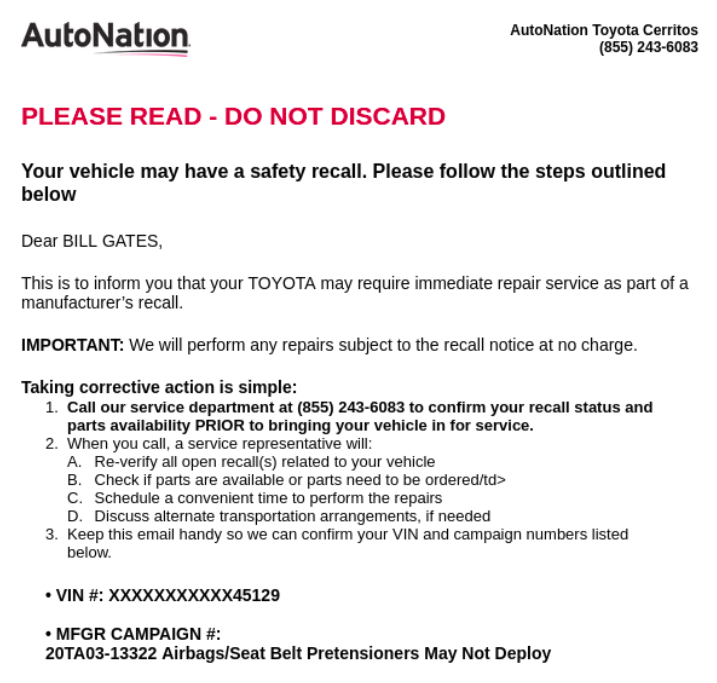 AutoNation
AutoNation Toyota Cerritos
(855) 243-6083
PLEASE READ - DO NOT DISCARD
Your vehicle may have a safety recall. Please follow the steps outlined
below
Dear BILL GATES,
This is to inform you that your TOYOTA may require immediate repair service as part of a
manufacturer’s recall.
IMPORTANT: We will perform any repairs subject to the recall notice at no charge.
Taking corrective action is simple:
1. Call our service department at (855) 243-6083 to confirm your recall status and
parts availability PRIOR to bringing your vehicle in for service.
2. When you call, a service representative will:
A. Re-verify all open recall(s) related to your vehicle
B. Check if parts are available or parts need to be ordered/td>
C. Schedule a convenient time to perform the repairs
D. Discuss alternate transportation arrangements, if needed
3. Keep this email handy so we can confirm your VIN and campaign numbers listed
below.
• VIN #: XXXXXXXXXXX45129
• MFGR CAMPAIGN #:
20TA03-13322 Airbags/Seat Belt Pretensioners May Not Deploy